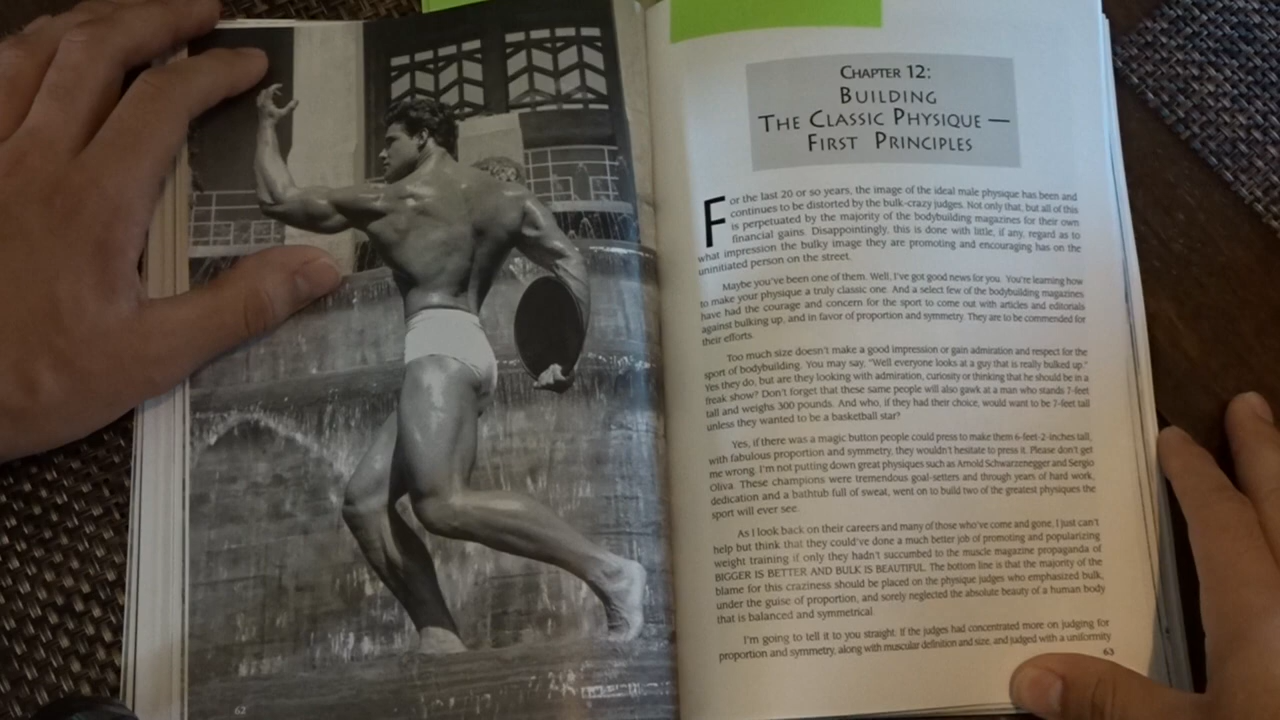 CHAPTER 12:
BUILDING
THE CLASSIC PHYSIQUE —
FIRST PRINCIPLES
For the last 20 or so years, the image of the ideal male physique has been and
continues to be distorted by the bulk-crazy judges. Not only that, but all of this
is perpetuated by the majority of the bodybuilding magazines for their own
financial gains. Disappointingly, this is done with little, if any, regard as to
what impression the bulky image they are promoting and encouraging has on the
uninitiated person on the street.
Maybe you've been one of them. Well, I've got good news for you. You're learning how
to make your physique a truly classic one. And a select few of the bodybuilding magazines
have had the courage and concern for the sport to come out with articles and editorials
against bulking up, and in favor of proportion and symmetry. They are to be commended for
their efforts.
Too much size doesn't make a good impression or gain admiration and respect for the
sport of bodybuilding. You may say, "Well everyone looks at a guy that is really bulked up."
Yes they do, but are they looking with admiration, curiosity or thinking that he should be in a
freak show? Don't forget that these same people will also gawk at a man who stands 7-feet
tall and weighs 300 pounds. And who, if they had their choice, would want to be 7-feet tall
unless they wanted to be a basketball star?
Yes, if there was a magic button people could press to make them 6-feet-2-inches tall,
with fabulous proportion and symmetry, they wouldn't hesitate to press it. Please don't get
me wrong. I'm not putting down great physiques such as Arnold Schwarzenegger and Sergio
Oliva. These champions were tremendous goal-setters and through years of hard work,
dedication and a bathtub full of sweat, went on to build two of the greatest physiques the
sport will ever see.
As I look back on their careers and many of those who've come and gone, I just can't
help but think that they could've done a much better job of promoting and popularizing
weight training if only they hadn't succumbed to the muscle magazine propaganda of
BIGGER IS BETTER AND BULK IS BEAUTIFUL. The bottom line is that the majority of the
blame for this craziness should be placed on the physique judges who emphasized bulk,
under the guise of proportion, and sorely neglected the absolute beauty of a human body
that is balanced and symmetrical.
I'm going to tell it to you straight. If the judges had concentrated more on judging for
proportion and symmetry, along with muscular definition and size, and judged with a uniformity
63
62